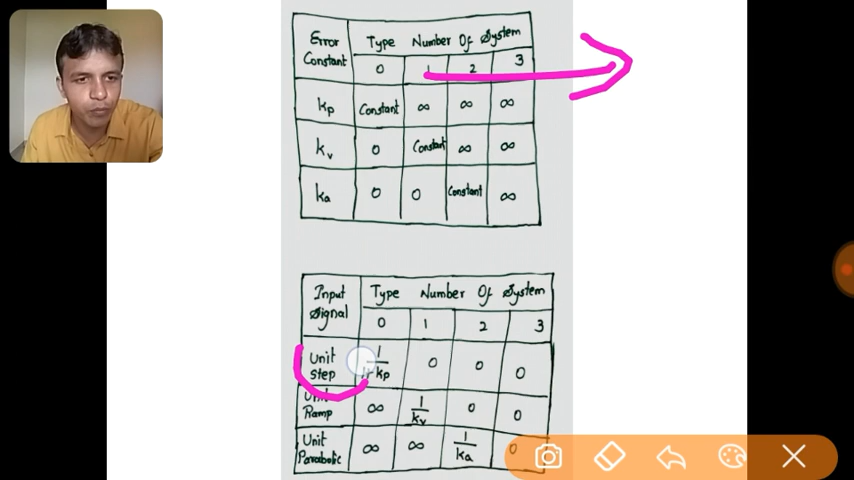 Error Constant Type Number Of System
0 1 2 3
kp Constant ∞ ∞ ∞
kv 0 Constant ∞ ∞
ka 0 0 Constant ∞
Input Signal Type Number Of System
0 1 2 3
Unit Step 1/1+kp 0 0 0
Unit Ramp ∞ 1/kv 0 0
Unit Parabolic ∞ ∞ 1/ka 0